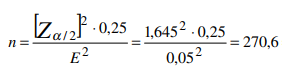 n = [Z_{α/2}]² · 0,25 / E² = 1,645² · 0,25 / 0,05² = 270,6